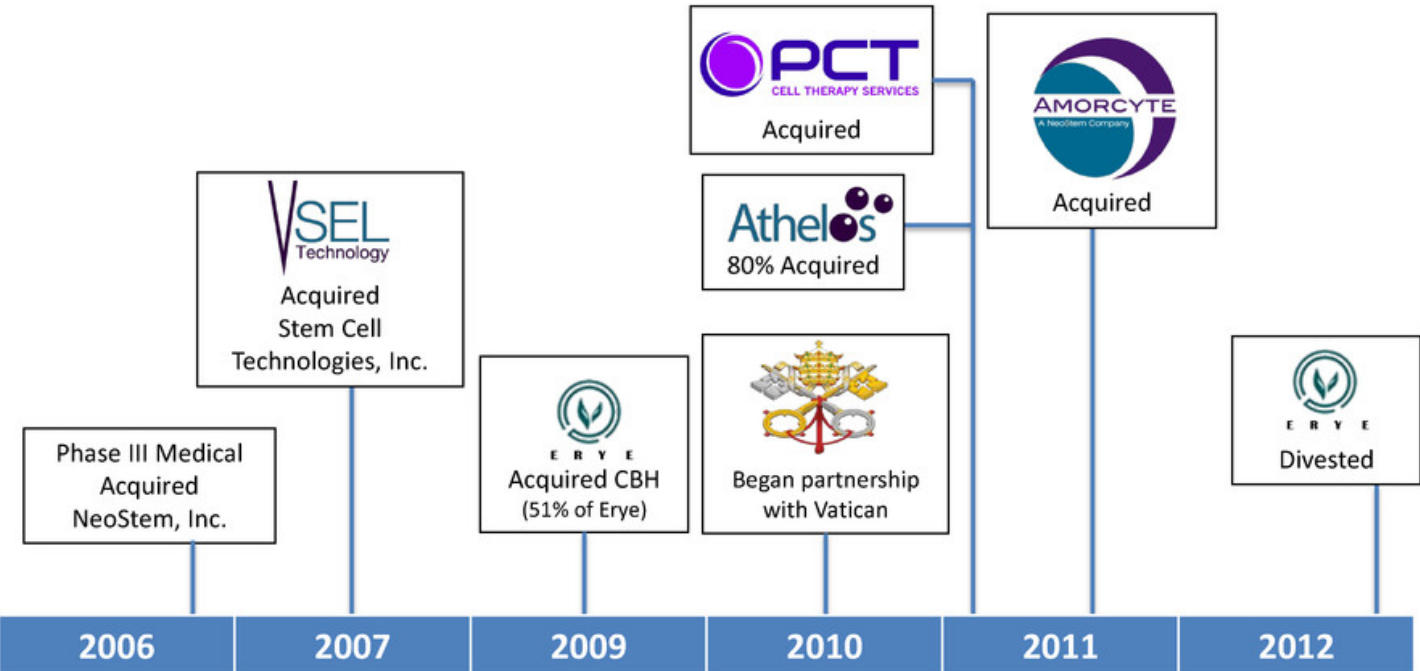 PCT
CELL THERAPY SERVICES
Acquired
AMORCYTE
A NeoStem Company
Acquired
VSEL
Technology
Acquired
Stem Cell
Technologies, Inc.
Athelos
80% Acquired
Phase III Medical
Acquired
NeoStem, Inc.
ERYE
Acquired CBH
(51% of Erye)
Began partnership
with Vatican
ERYE
Divested
2006 2007 2009 2010 2011 2012